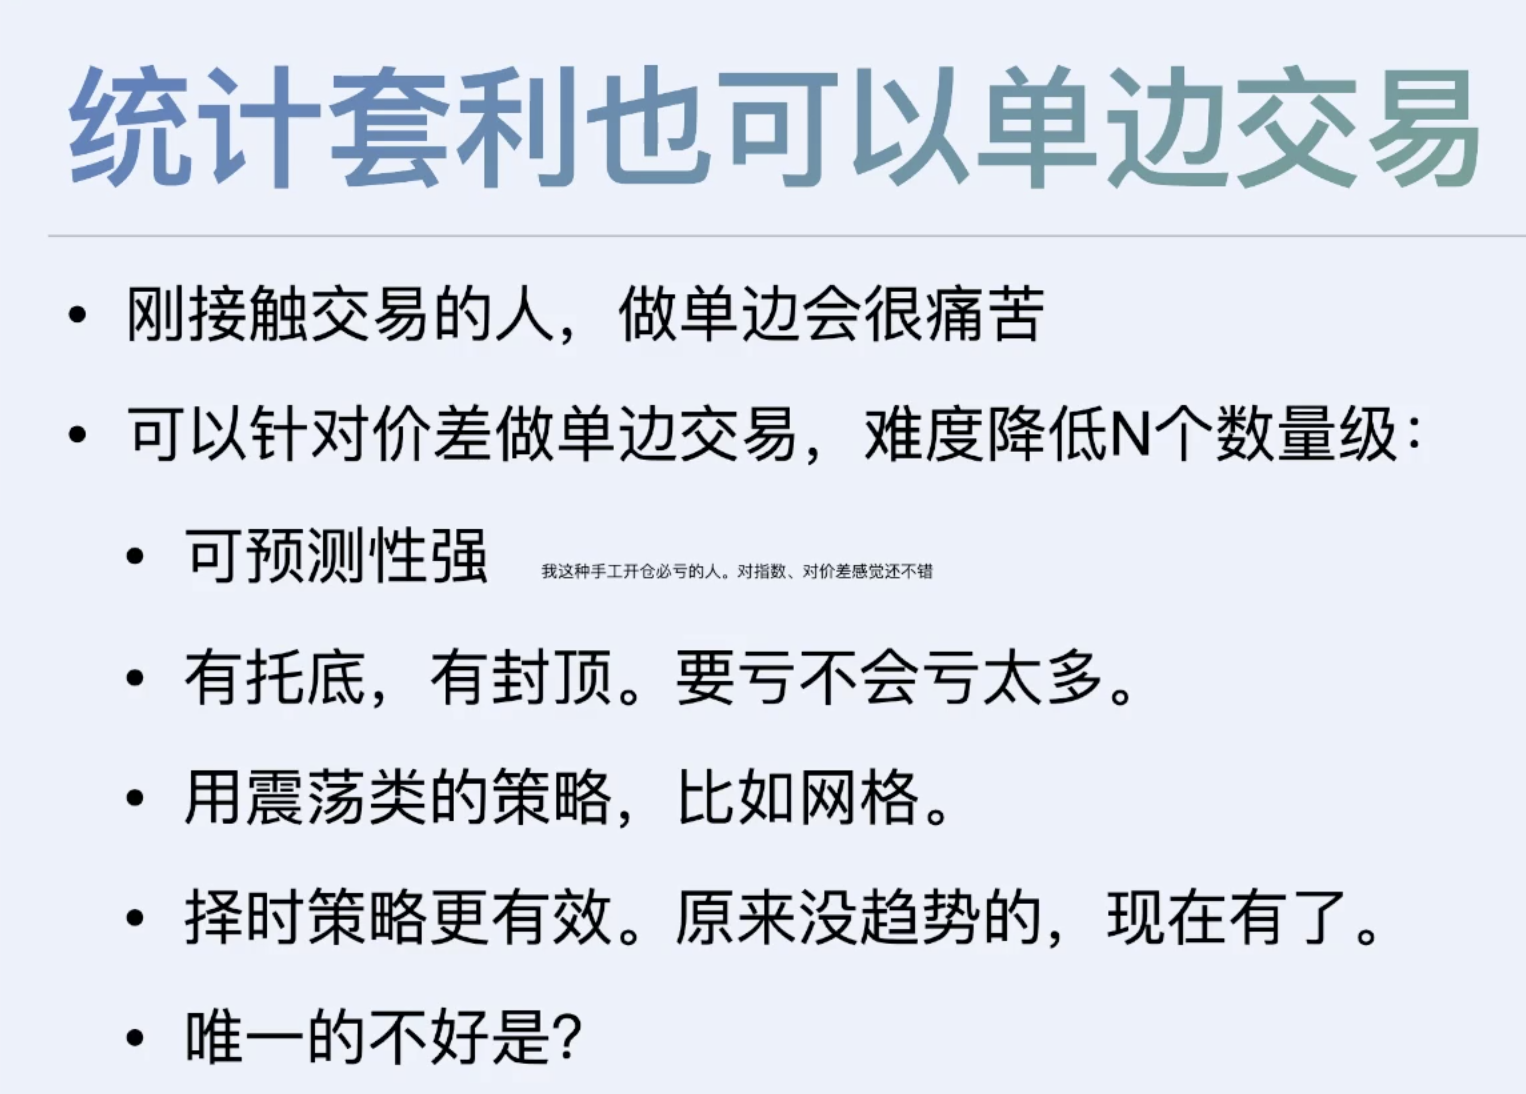 统计套利也可以单边交易
• 刚接触交易的人，做单边会很痛苦
• 可以针对价差做单边交易，难度降低N个数量级：
• 可预测性强 我这种手工开仓必亏的人。对指数、对价差感觉还不错
• 有托底，有封顶。要亏不会亏太多。
• 用震荡类的策略，比如网格。
• 择时策略更有效。原来没趋势的，现在有了。
• 唯一的不好是？